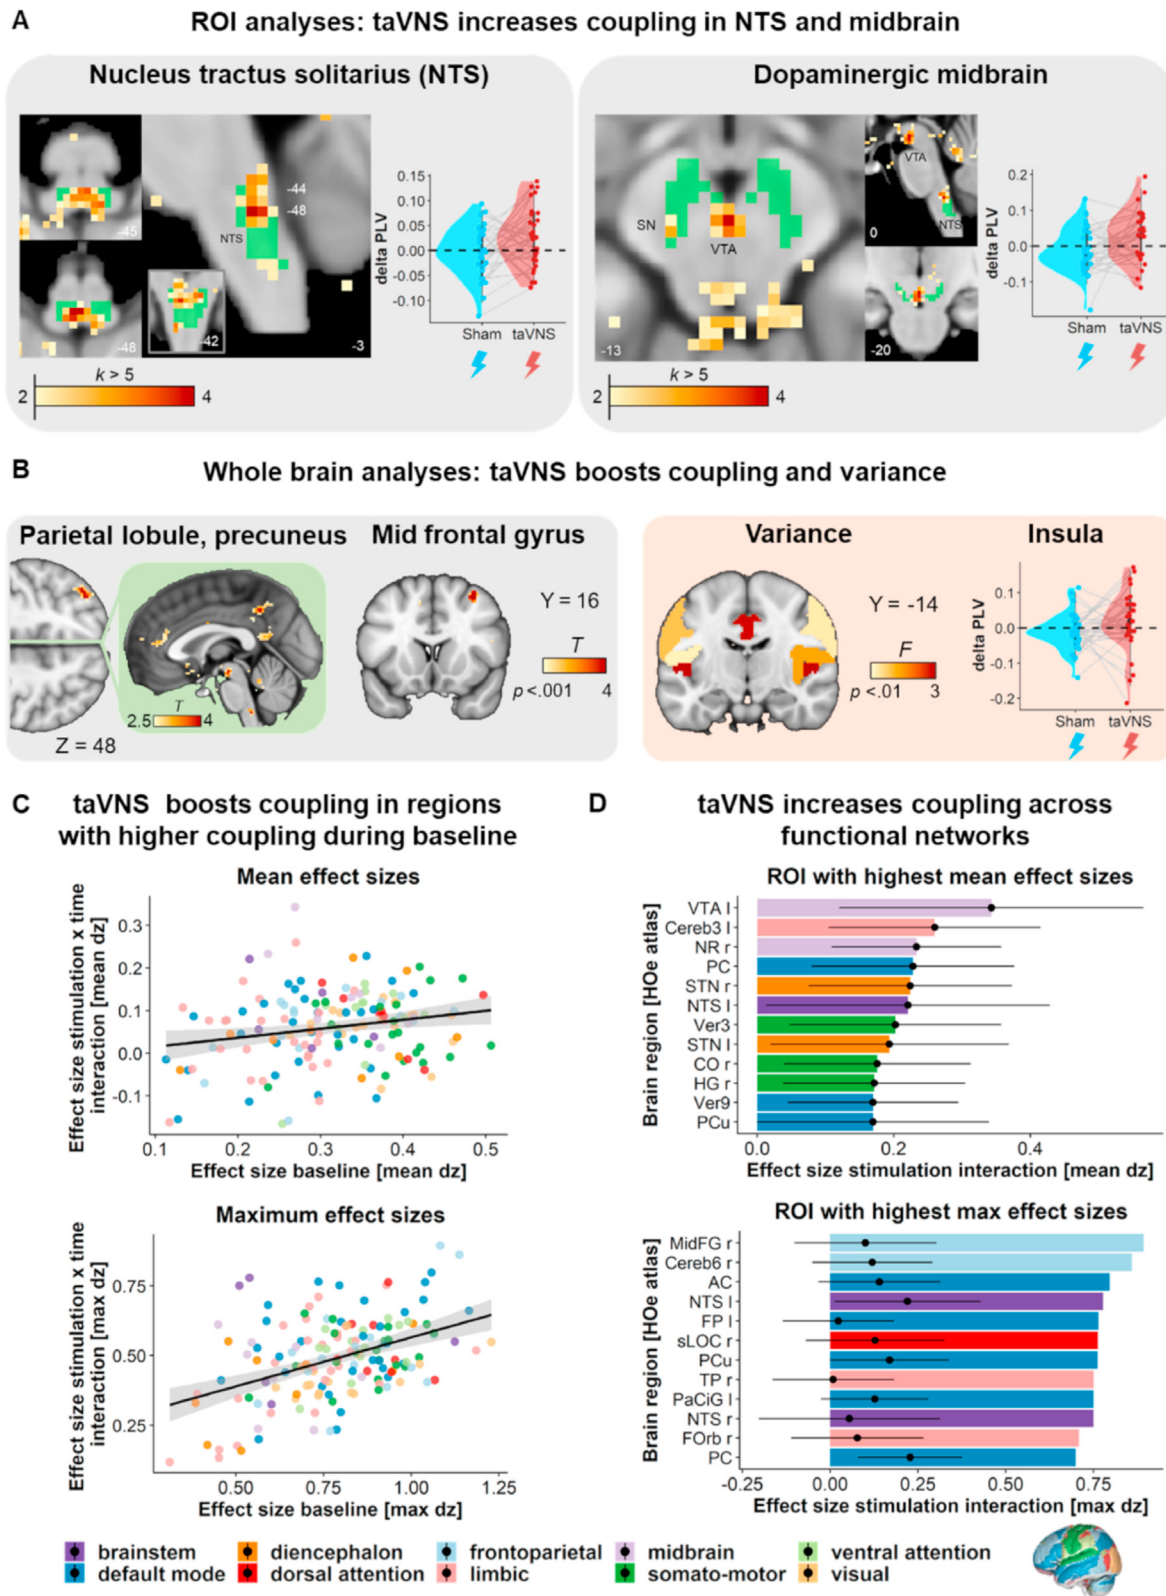 A
ROI analyses: taVNS increases coupling in NTS and midbrain
Nucleus tractus solitarius (NTS)
-45
-48
-42
NTS
-44
-48
-3
delta PLV
0.15
0.10
0.05
0.00
-0.05
-0.10
Sham
taVNS
k > 5
2
4
Dopaminergic midbrain
SN
VTA
-13
VTA
NTS
0
-20
delta PLV
0.2
0.1
0.0
-0.1
Sham
taVNS
k > 5
2
4
B
Whole brain analyses: taVNS boosts coupling and variance
Parietal lobule, precuneus
Z = 48
T
2.5
4
Mid frontal gyrus
Y = 16
T
p <.001
4
Variance
Y = -14
F
p <.01
3
Insula
delta PLV
0.1
0.0
-0.1
-0.2
Sham
taVNS
C
taVNS boosts coupling in regions
with higher coupling during baseline
Mean effect sizes
Effect size stimulation x time
interaction [mean dz]
0.3
0.2
0.1
0.0
-0.1
0.1
0.2
0.3
0.4
0.5
Effect size baseline [mean dz]
Maximum effect sizes
Effect size stimulation x time
interaction [max dz]
0.75
0.50
0.25
0.50
0.75
1.00
1.25
Effect size baseline [max dz]
D
taVNS increases coupling across
functional networks
ROI with highest mean effect sizes
Brain region [HOe atlas]
VTA l
Cereb3 l
NR r
PC
STN r
NTS l
Ver3
STN l
CO r
HG r
Ver9
PCu
0.0
0.2
0.4
Effect size stimulation interaction [mean dz]
ROI with highest max effect sizes
Brain region [HOe atlas]
MidFG r
Cereb6 r
AC
NTS l
FP l
sLOC r
PCu
TP r
PaCiG l
NTS r
FOrb r
PC
-0.25
0.00
0.25
0.50
0.75
Effect size stimulation interaction [max dz]
brainstem
diencephalon
frontoparietal
midbrain
ventral attention
default mode
dorsal attention
limbic
somato-motor
visual